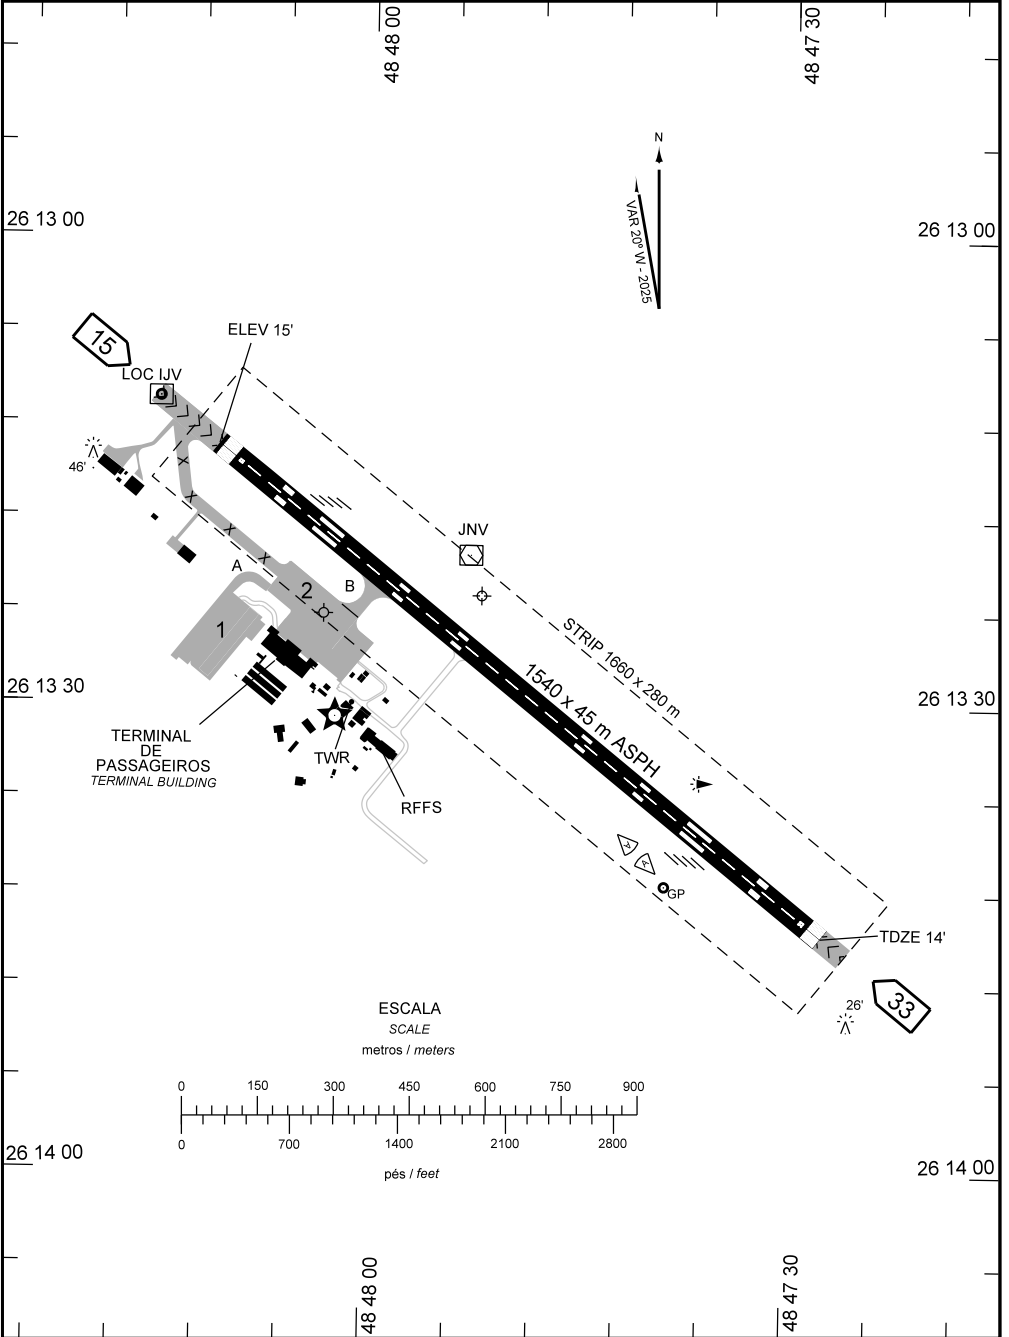 48 48 00
48 47 30
N
VAR 20º W - 2025
26 13 00
26 13 00
15
ELEV 15'
LOC IJV
46'
JNV
A
2
B
1
STRIP 1660 x 280 m
1540 x 45 m ASPH
26 13 30
26 13 30
TERMINAL
DE
PASSAGEIROS
TERMINAL BUILDING
TWR
RFFS
A
A
GP
TDZE 14'
33
26'
ESCALA
SCALE
metros / meters
0 150 300 450 600 750 900
0 700 1400 2100 2800
pés / feet
26 14 00
26 14 00
48 48 00
48 47 30